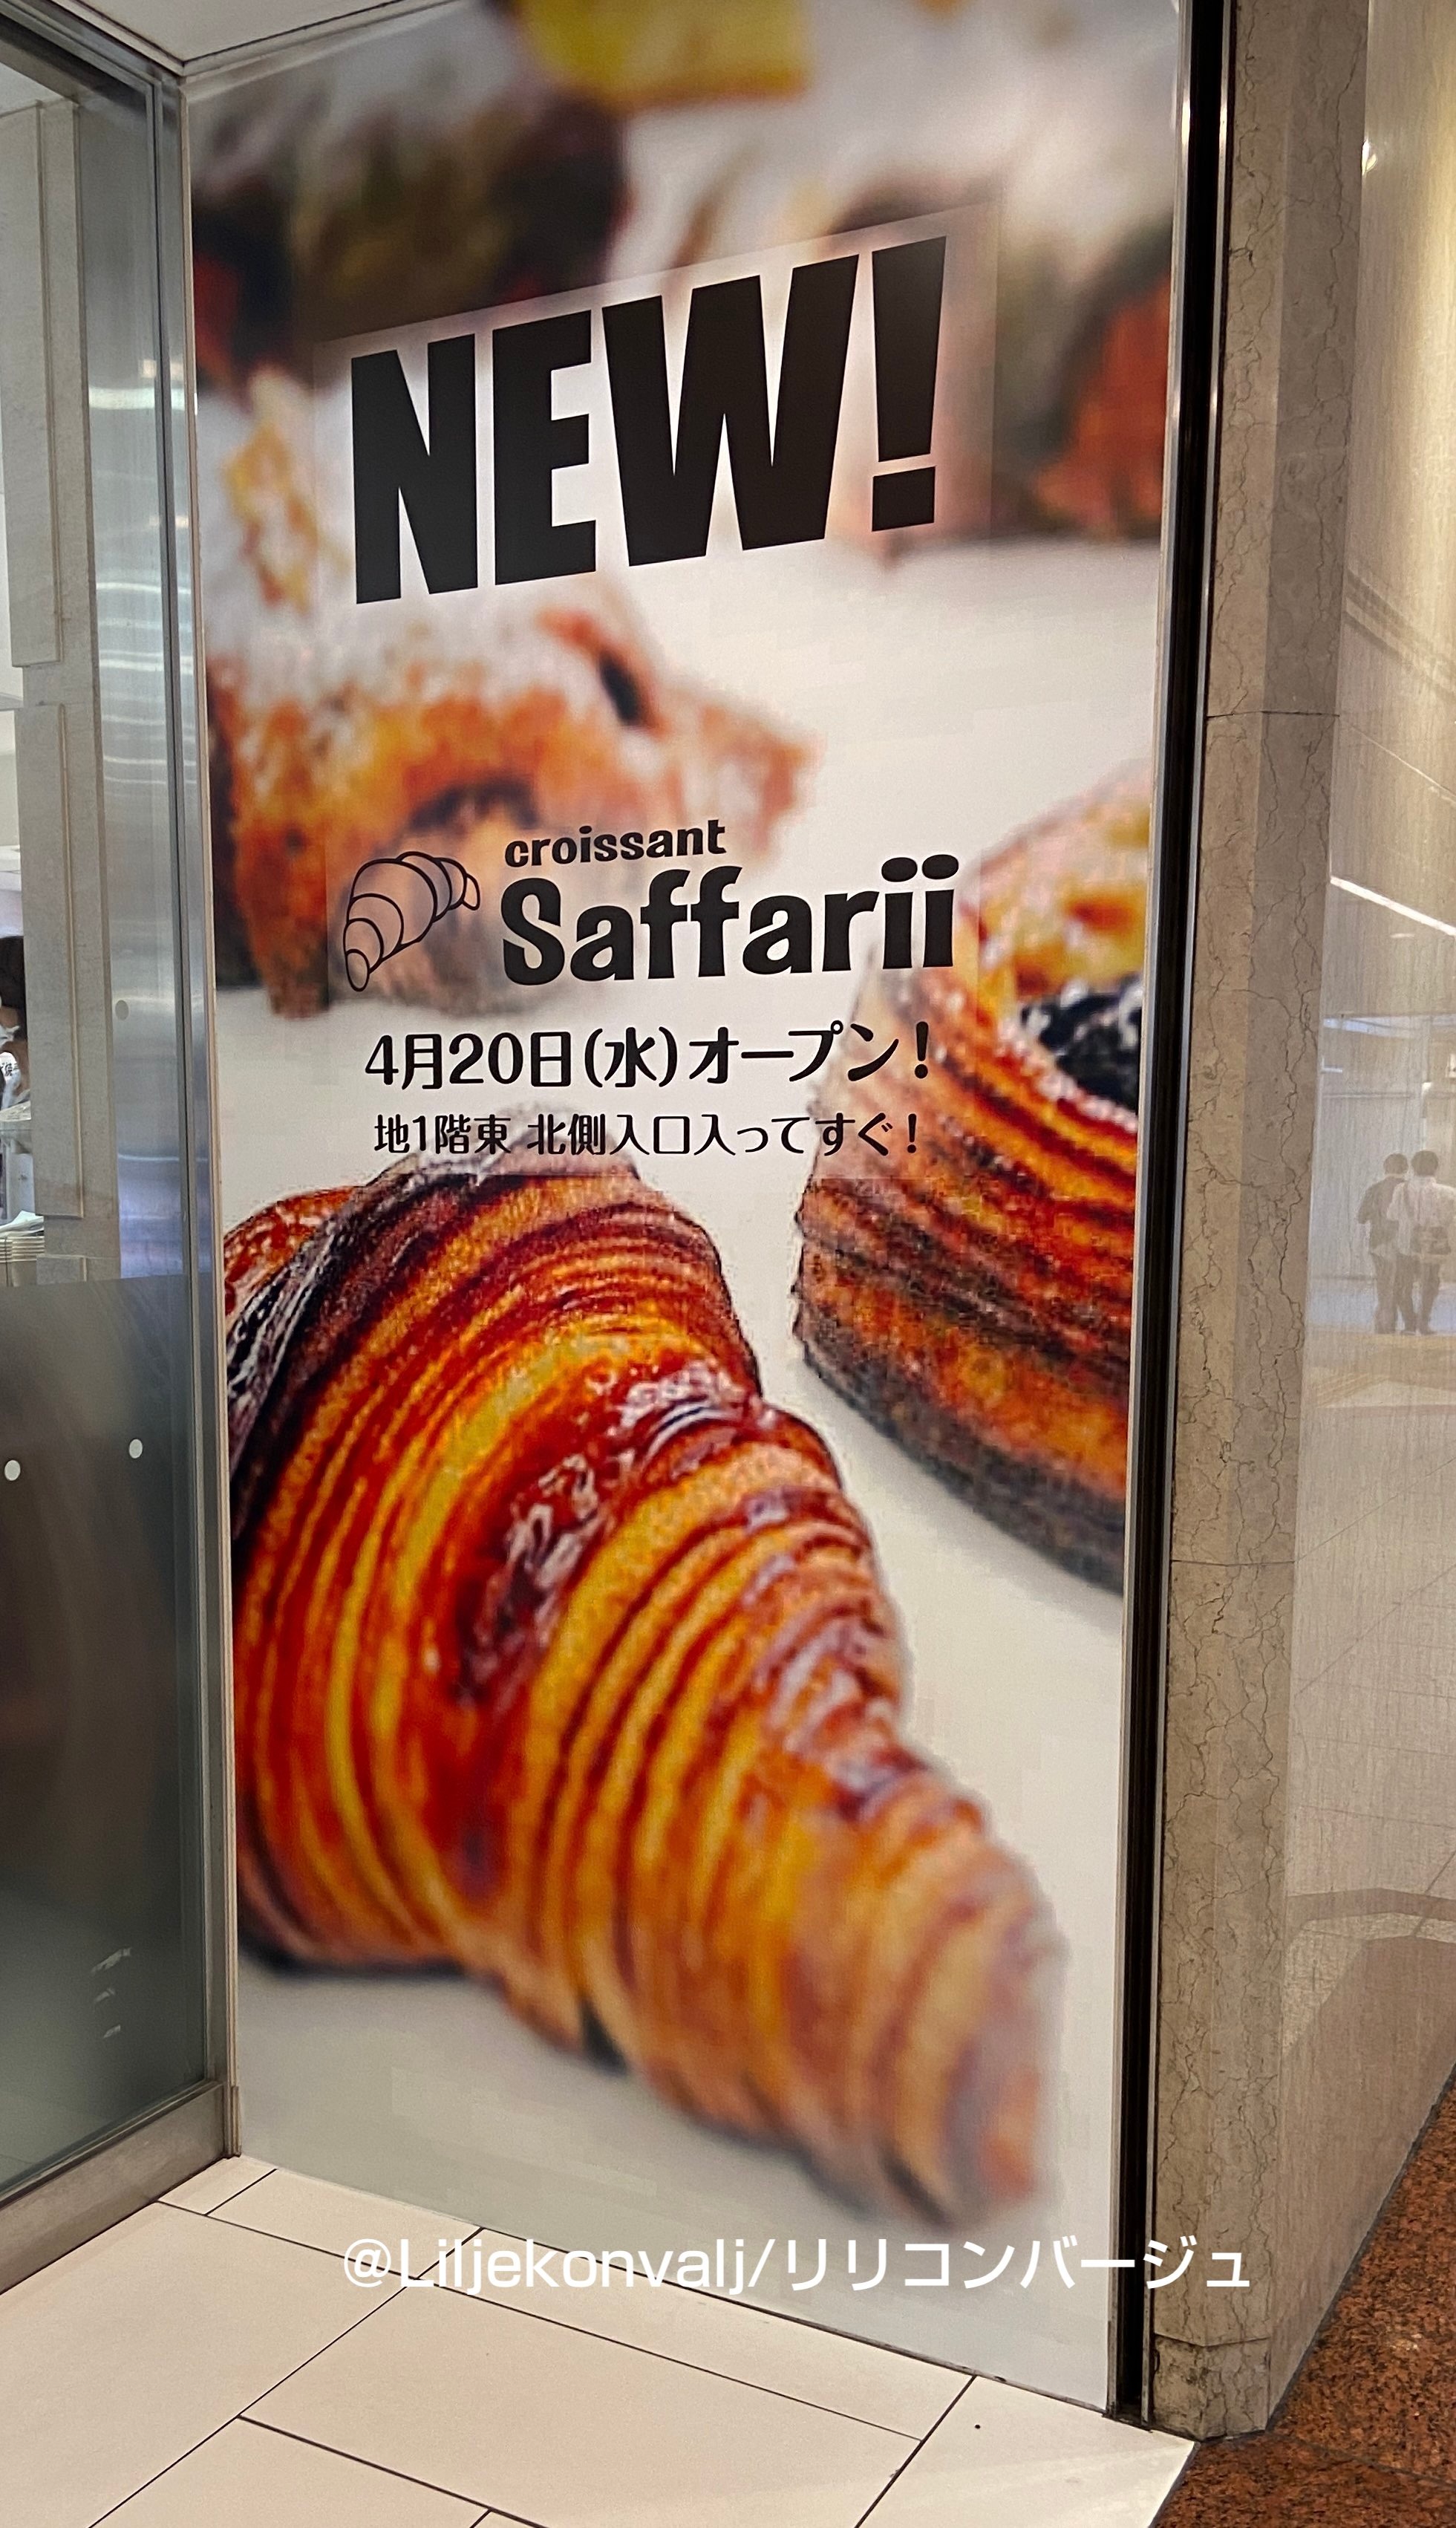 NEW!
croissant
Saffarii
4月20日(水)オープン!
地1階東 北側入口入ってすぐ!
@Liljekonvalj/リリコンバージュ